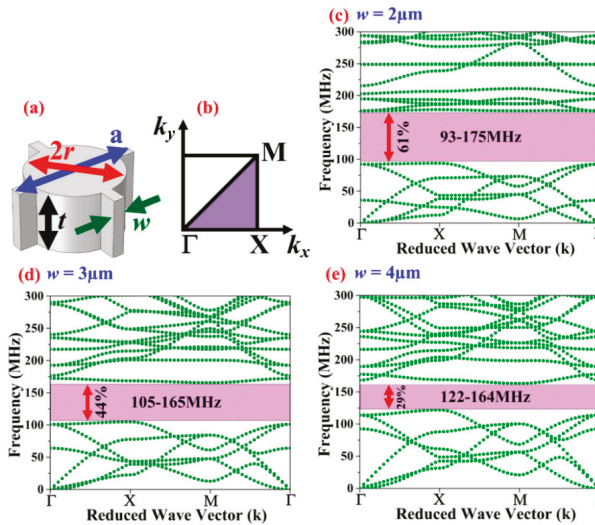 (a)
2r
a
t
w
(b)
ky
M
Γ
X
kx
(c) w = 2μm
Frequency (MHz)
300
250
200
150
100
50
0
61%
93-175MHz
X
M
Reduced Wave Vector (k)
(d) w = 3μm
Frequency (MHz)
300
250
200
150
100
50
0
44%
105-165MHz
Γ
X
M
Γ
Reduced Wave Vector (k)
(e) w = 4μm
Frequency (MHz)
300
250
200
150
100
50
0
29%
122-164MHz
Γ
X
M
Reduced Wave Vector (k)